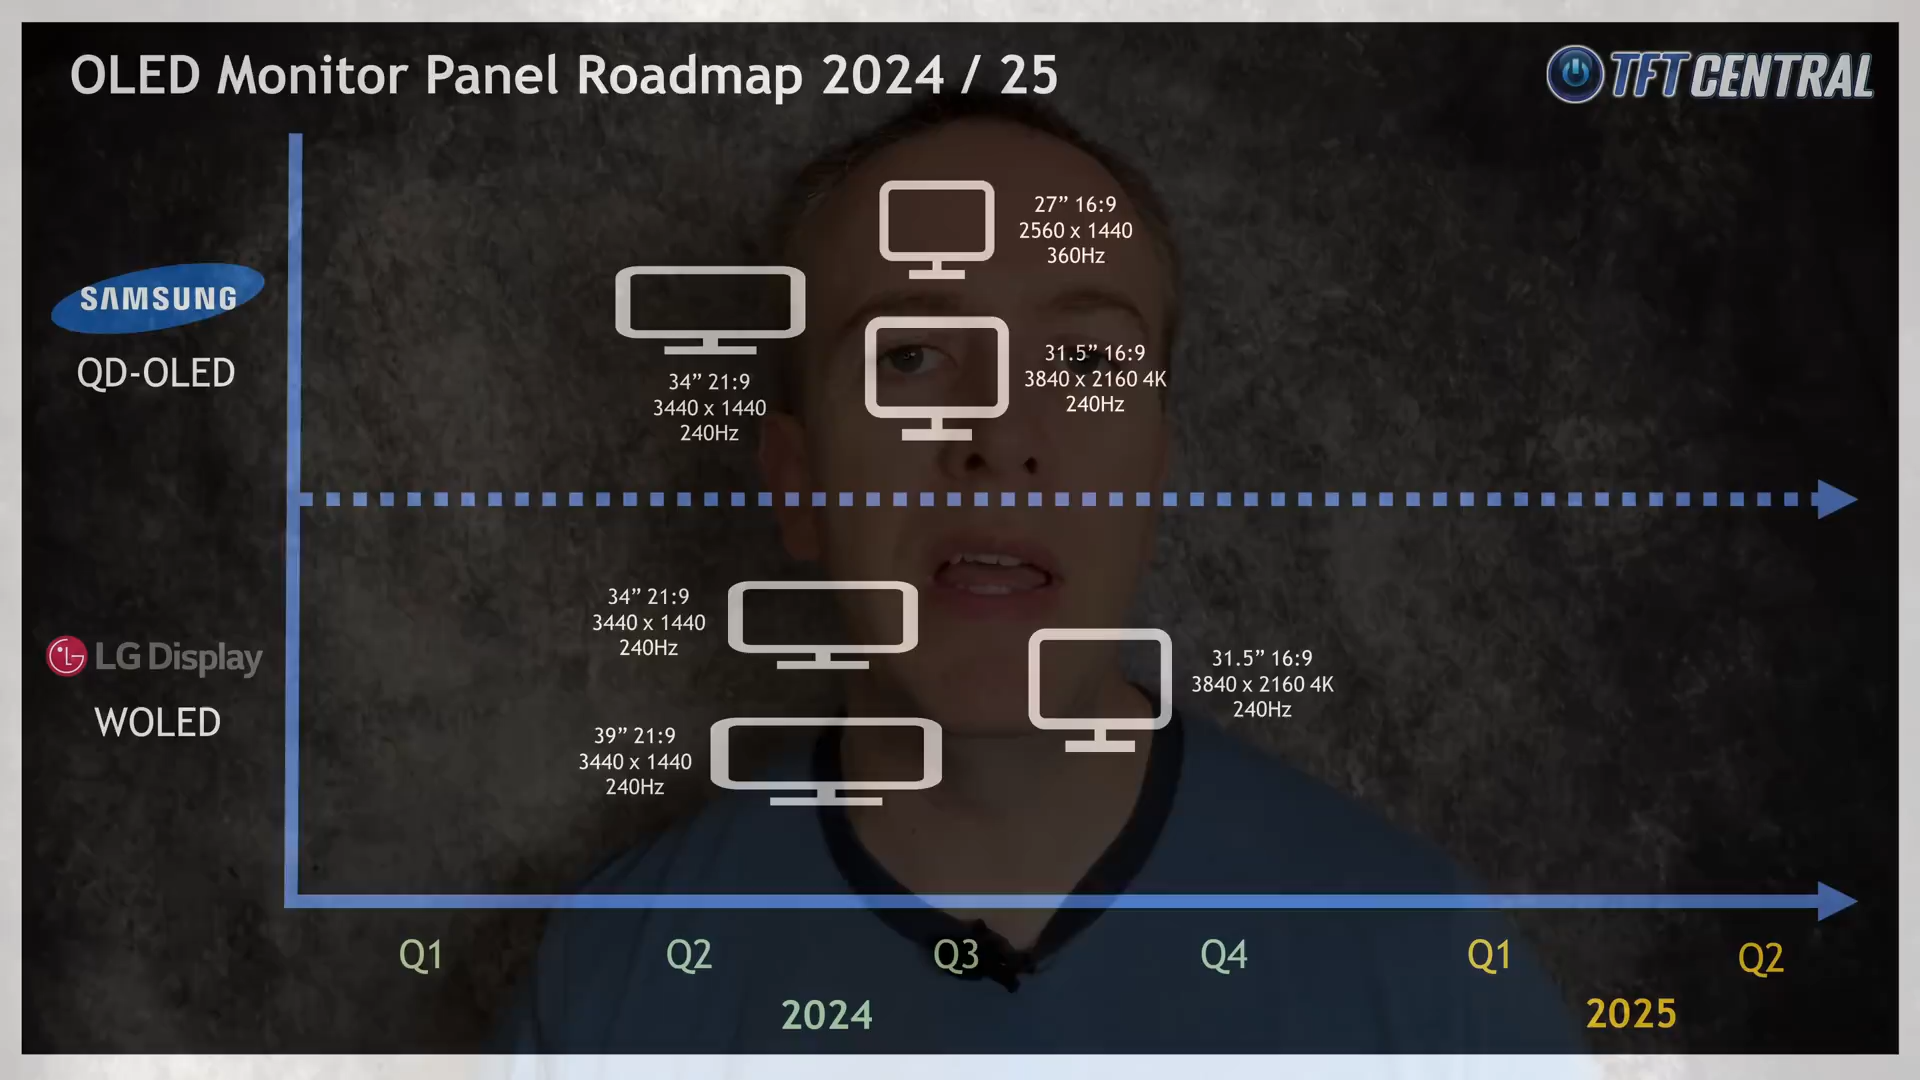 OLED Monitor Panel Roadmap 2024 / 25
TFTCENTRAL
SAMSUNG
QD-OLED
27” 16:9
2560 x 1440
360Hz
34” 21:9
3440 x 1440
240Hz
31.5” 16:9
3840 x 2160 4K
240Hz
LG Display
WOLED
34” 21:9
3440 x 1440
240Hz
31.5” 16:9
3840 x 2160 4K
240Hz
39” 21:9
3440 x 1440
240Hz
Q1
Q2
Q3
Q4
Q1
Q2
2024
2025